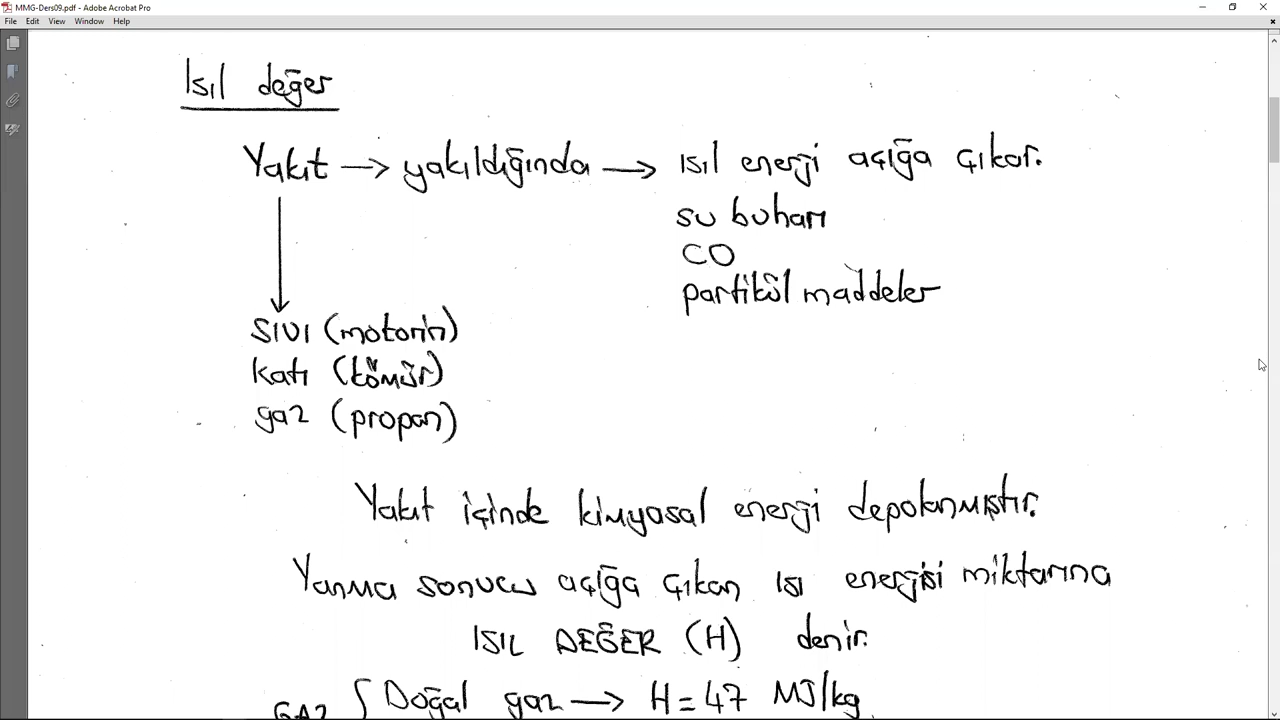 MMG-Ders09.pdf - Adobe Acrobat Pro
File Edit View Window Help
Isıl değer
Yakıt → yakıldığında → ısıl enerji açığa çıkar.
su buharı
CO
partikül maddeler
SIVI (motorin)
katı (kömür)
gaz (propan)
Yakıt içinde kimyasal enerji depolanmıştır.
Yanma sonucu açığa çıkan ısı enerjisi miktarına
ISIL DEĞER (H) denir.
GAZ { Doğal gaz → H = 47 MJ/kg